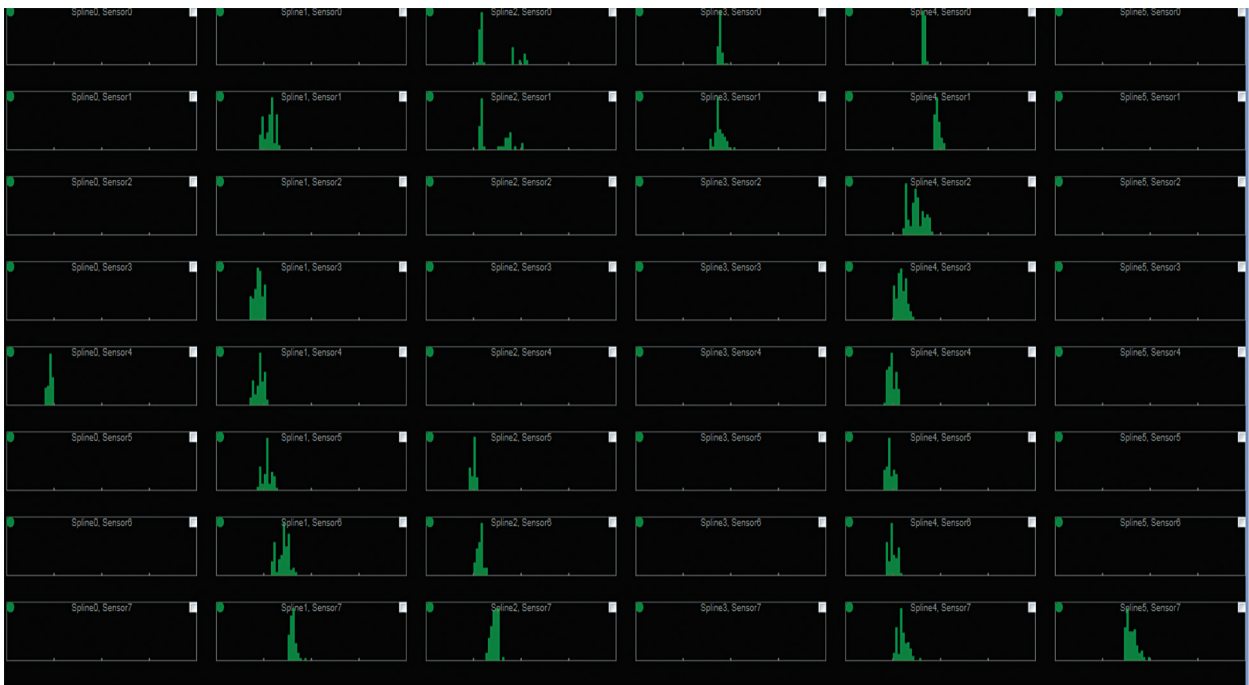 Spline0, Sensor0 Spline1, Sensor0 Spline2, Sensor0 Spline3, Sensor0 Spline4, Sensor0 Spline5, Sensor0
Spline0, Sensor1 Spline1, Sensor1 Spline2, Sensor1 Spline3, Sensor1 Spline4, Sensor1 Spline5, Sensor1
Spline0, Sensor2 Spline1, Sensor2 Spline2, Sensor2 Spline3, Sensor2 Spline4, Sensor2 Spline5, Sensor2
Spline0, Sensor3 Spline1, Sensor3 Spline2, Sensor3 Spline3, Sensor3 Spline4, Sensor3 Spline5, Sensor3
Spline0, Sensor4 Spline1, Sensor4 Spline2, Sensor4 Spline3, Sensor4 Spline4, Sensor4 Spline5, Sensor4
Spline0, Sensor5 Spline1, Sensor5 Spline2, Sensor5 Spline3, Sensor5 Spline4, Sensor5 Spline5, Sensor5
Spline0, Sensor6 Spline1, Sensor6 Spline2, Sensor6 Spline3, Sensor6 Spline4, Sensor6 Spline5, Sensor6
Spline0, Sensor7 Spline1, Sensor7 Spline2, Sensor7 Spline3, Sensor7 Spline4, Sensor7 Spline5, Sensor7